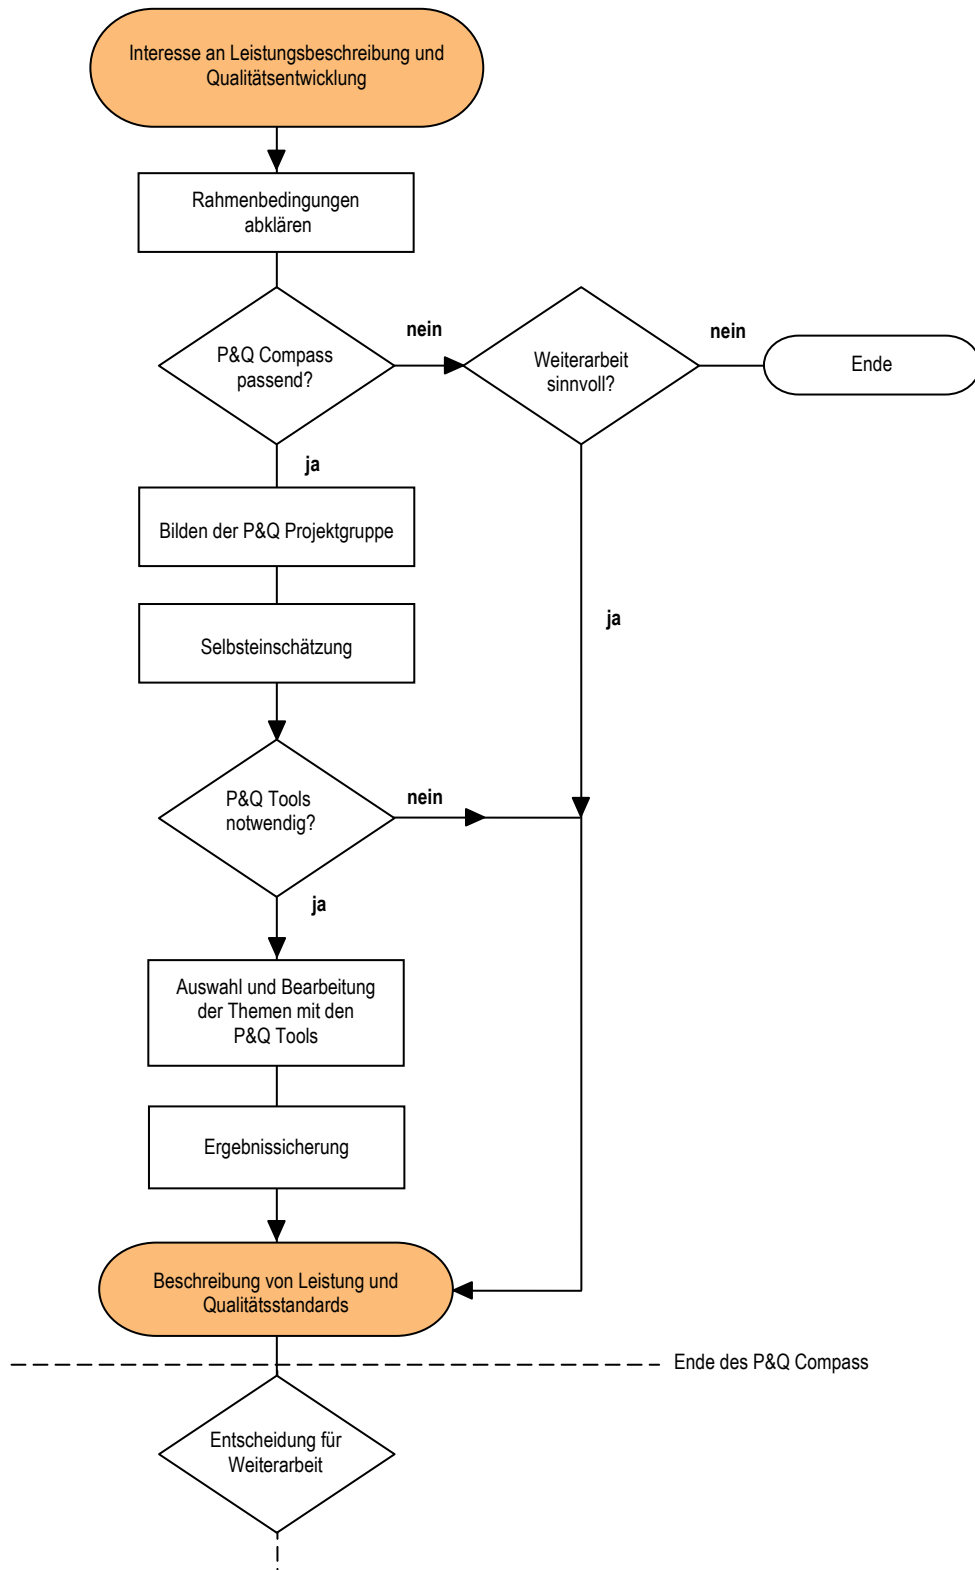 Interesse an Leistungsbeschreibung und
Qualitätsentwicklung
Rahmenbedingungen
abklären
P&Q Compass
passend?
nein
Weiterarbeit
sinnvoll?
nein
Ende
ja
Bilden der P&Q Projektgruppe
Selbsteinschätzung
ja
P&Q Tools
notwendig?
nein
ja
Auswahl und Bearbeitung
der Themen mit den
P&Q Tools
Ergebnissicherung
Beschreibung von Leistung und
Qualitätsstandards
Ende des P&Q Compass
Entscheidung für
Weiterarbeit